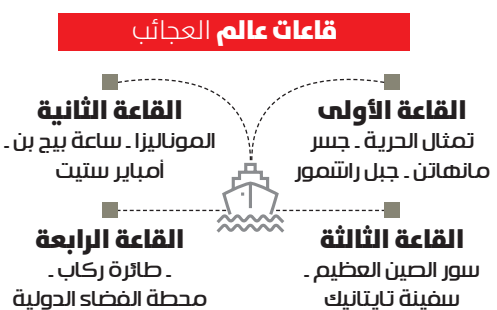 قاعات عالم العجائب
القاعة الأولى
تمثال الحرية ـ جسر
مانهاتن ـ جبل راشمور
القاعة الثانية
الموناليزا ـ ساعة بيج بن ـ
أمباير ستيت
القاعة الثالثة
سور الصين العظيم ـ
سفينة تايتانيك
القاعة الرابعة
ـ طائرة ركاب ـ
محطة الفضاء الدولية